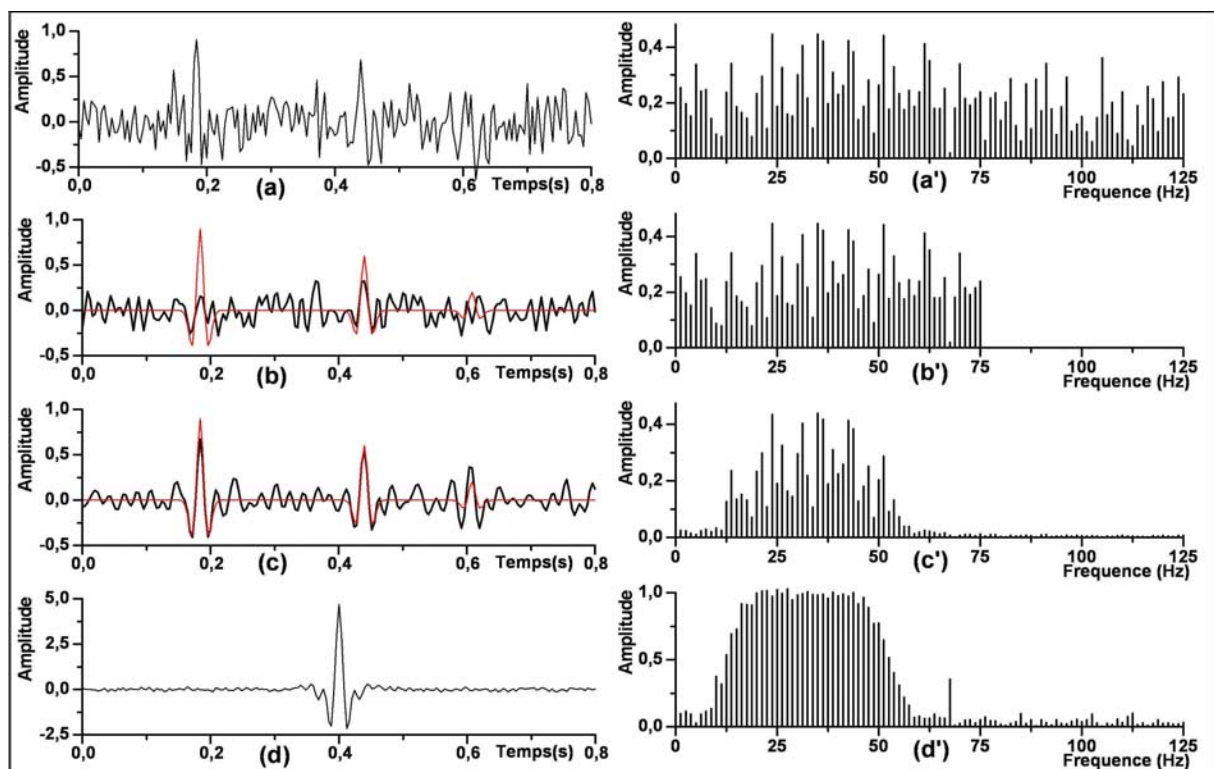 Amplitude
1,0
0,5
0,0
-0,5
0,0 0,2 0,4 0,6 0,8
Temps(s)
(a)
Amplitude
0,4
0,2
0,0
0 25 50 75 100 125
Frequence (Hz)
(a')
Amplitude
1,0
0,5
0,0
-0,5
0,0 0,2 0,4 0,6 0,8
Temps(s)
(b)
Amplitude
0,4
0,2
0,0
0 25 50 75 100 125
Frequence (Hz)
(b')
Amplitude
1,0
0,5
0,0
-0,5
0,0 0,2 0,4 0,6 0,8
Temps(s)
(c)
Amplitude
0,4
0,2
0,0
0 25 50 75 100 125
Frequence (Hz)
(c')
Amplitude
5,0
2,5
0,0
-2,5
0,0 0,2 0,4 0,6 0,8
Temps(s)
(d)
Amplitude
1,0
0,5
0,0
0 25 50 75 100 125
Frequence (Hz)
(d')